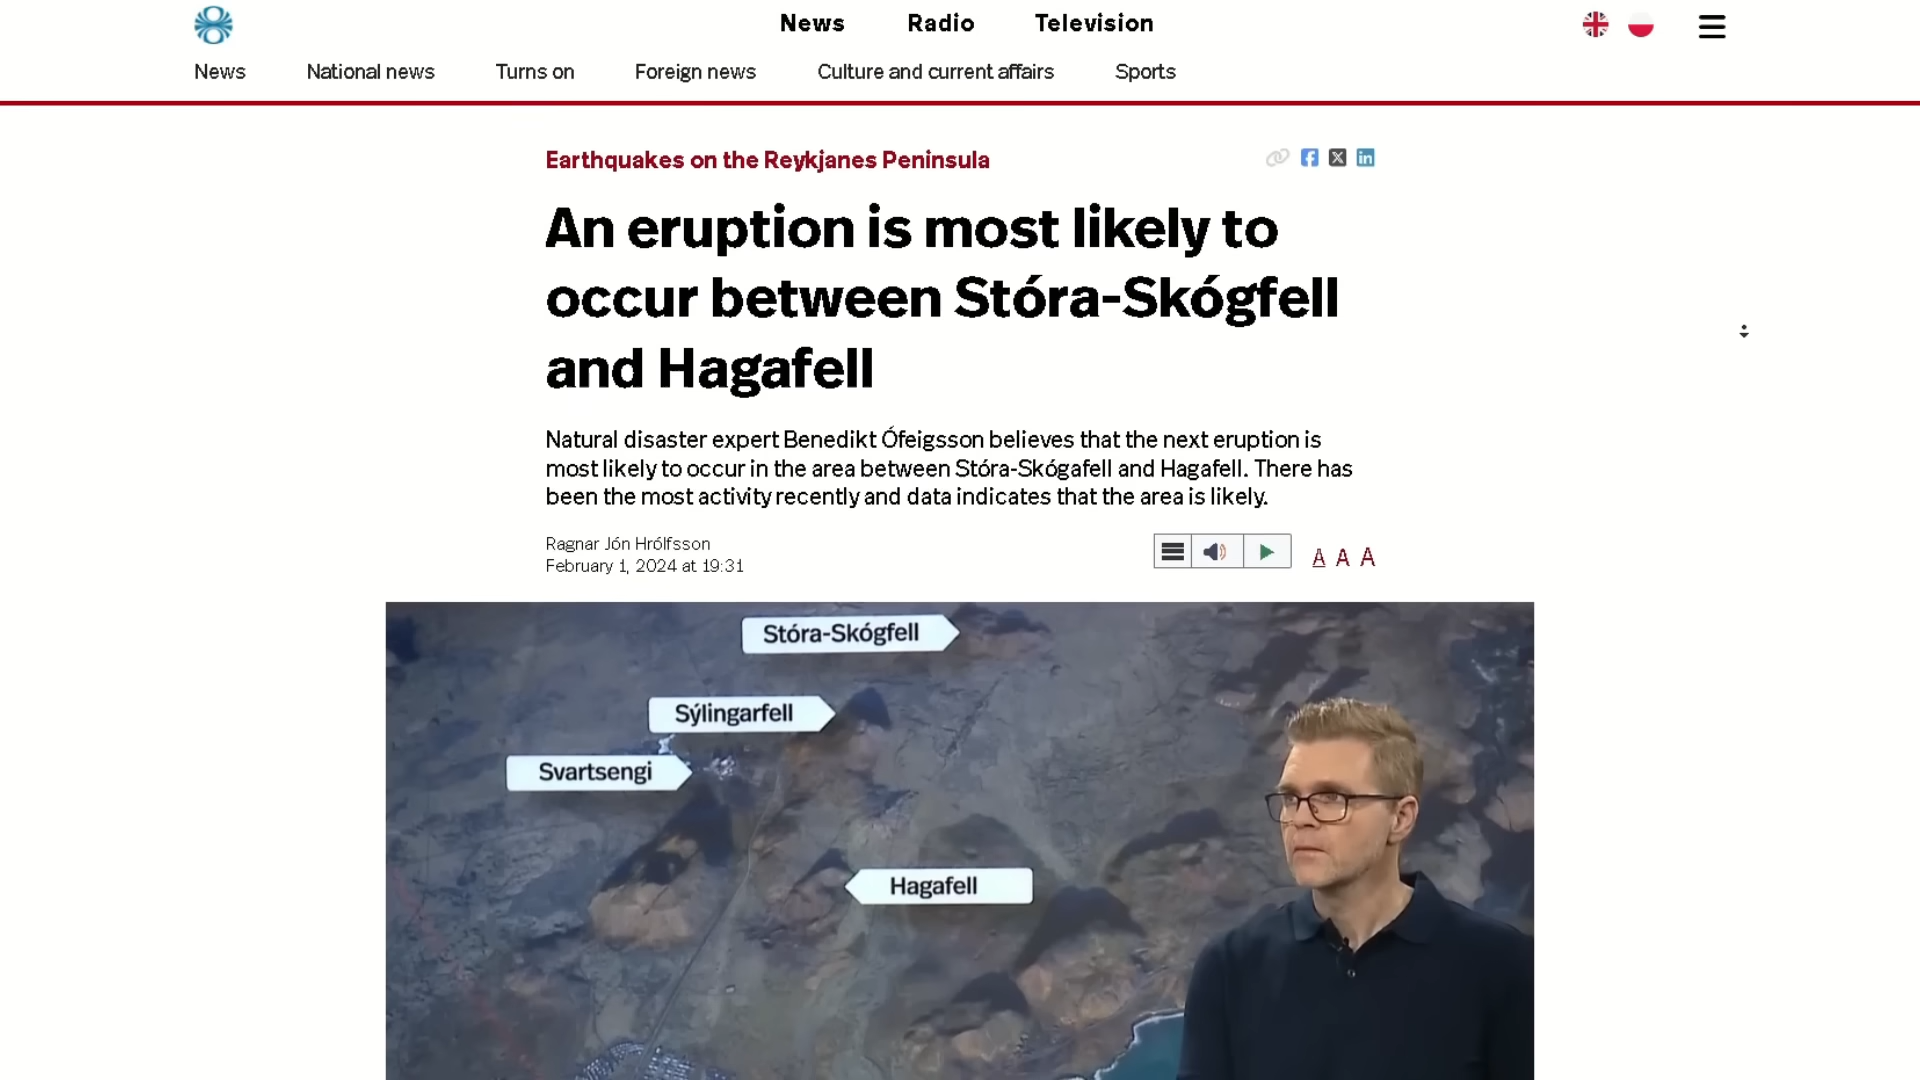 News Radio Television
News National news Turns on Foreign news Culture and current affairs Sports
Earthquakes on the Reykjanes Peninsula
An eruption is most likely to
occur between Stóra-Skógfell
and Hagafell
Natural disaster expert Benedikt Ófeigsson believes that the next eruption is
most likely to occur in the area between Stóra-Skógafell and Hagafell. There has
been the most activity recently and data indicates that the area is likely.
Ragnar Jón Hrólfsson
February 1, 2024 at 19:31
A A A
Stóra-Skógfell
Sýlingarfell
Svartsengi
Hagafell